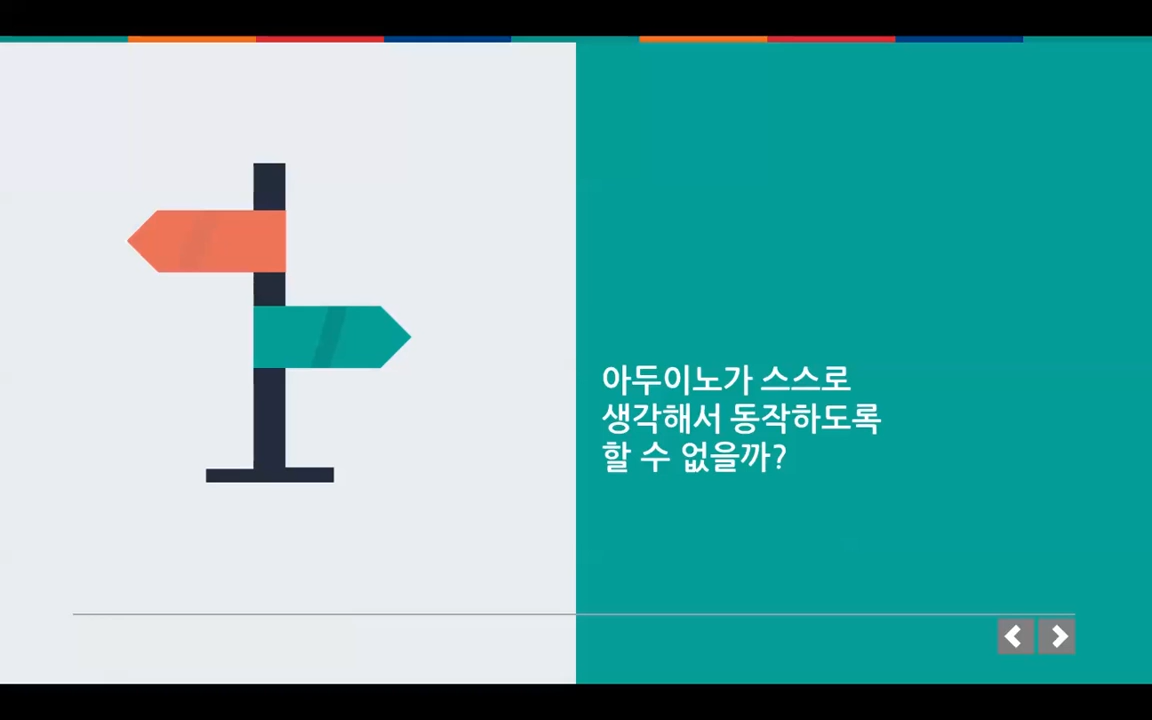 아두이노가 스스로
생각해서 동작하도록
할 수 없을까?